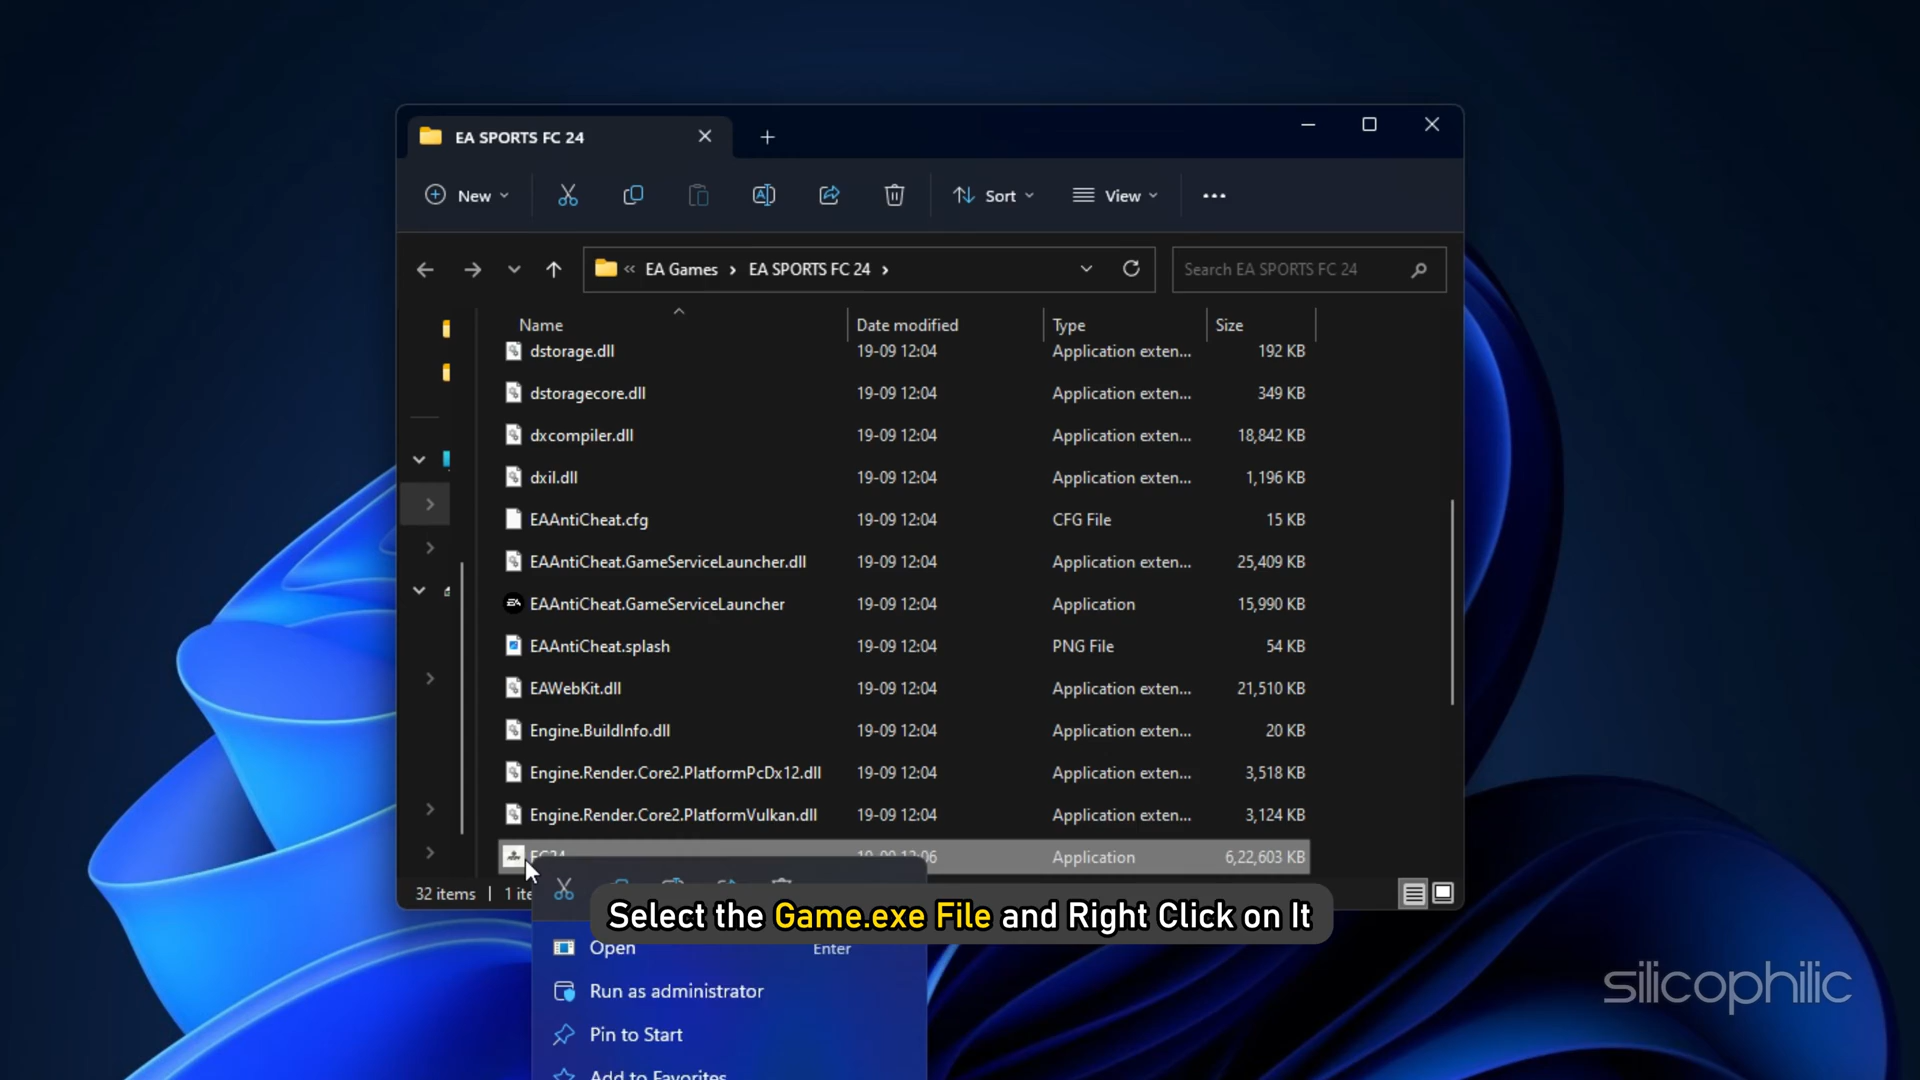 EA SPORTS FC 24
New
Sort
View
EA Games
EA SPORTS FC 24
Search EA SPORTS FC 24
Name Date modified Type Size
dstorage.dll 19-09 12:04 Application exten... 192 KB
dstoragecore.dll 19-09 12:04 Application exten... 349 KB
dxcompiler.dll 19-09 12:04 Application exten... 18,842 KB
dxil.dll 19-09 12:04 Application exten... 1,196 KB
EAAntiCheat.cfg 19-09 12:04 CFG File 15 KB
EAAntiCheat.GameServiceLauncher.dll 19-09 12:04 Application exten... 25,409 KB
EAAntiCheat.GameServiceLauncher 19-09 12:04 Application 15,990 KB
EAAntiCheat.splash 19-09 12:04 PNG File 54 KB
EAWebKit.dll 19-09 12:04 Application exten... 21,510 KB
Engine.BuildInfo.dll 19-09 12:04 Application exten... 20 KB
Engine.Render.Core2.PlatformPcDx12.dll 19-09 12:04 Application exten... 3,518 KB
Engine.Render.Core2.PlatformVulkan.dll 19-09 12:04 Application exten... 3,124 KB
FC24 19-09 12:06 Application 6,22,603 KB
32 items 1 ite
Select the Game.exe File and Right Click on It
Open Enter
Run as administrator
Pin to Start
Add to Favorites
silicophilic